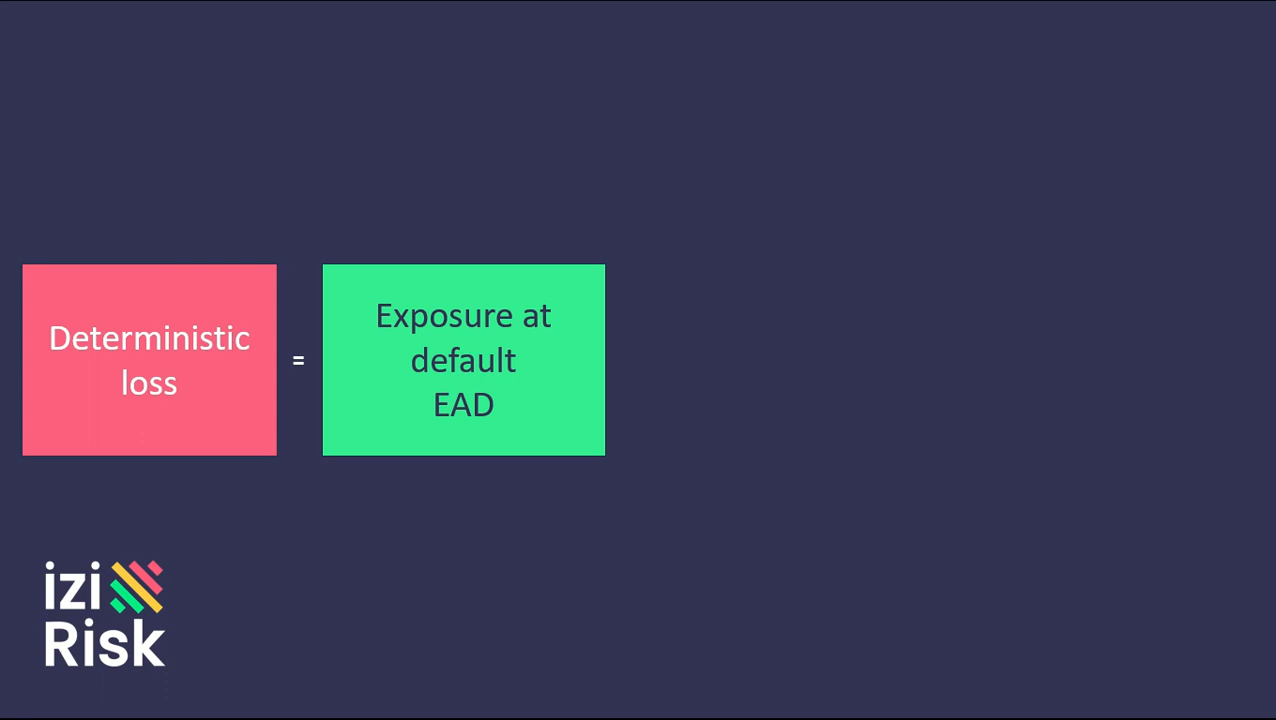 Deterministic
loss
=
Exposure at
default
EAD
izi
Risk